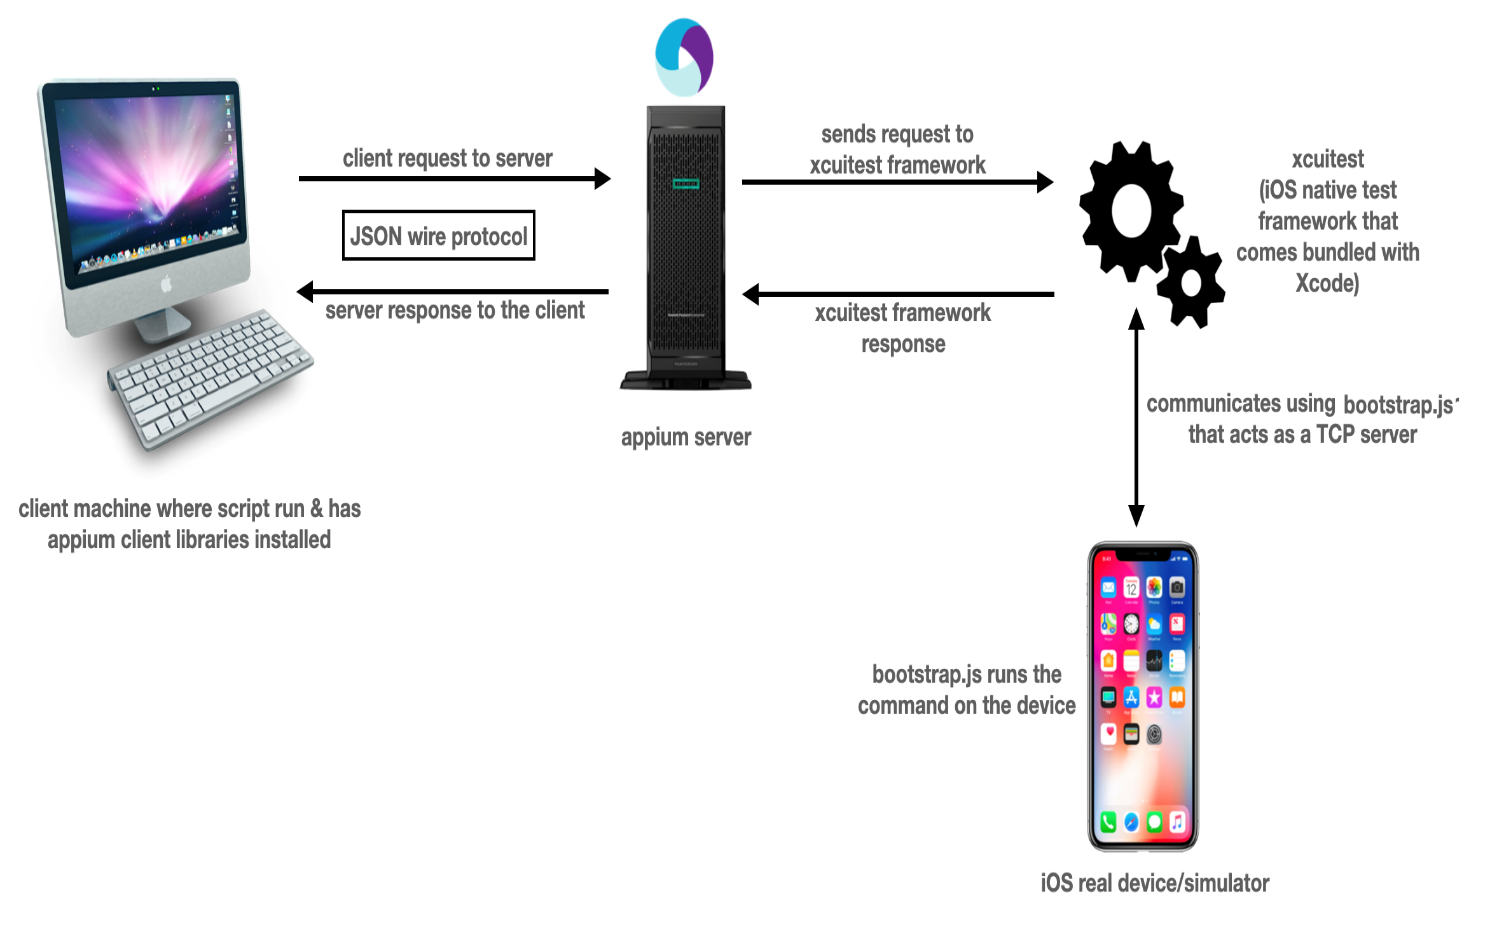 client request to server
JSON wire protocol
server response to the client
sends request to
xcuitest framework
xcuitest framework
response
xcuitest
(iOS native test
framework that
comes bundled with
Xcode)
appium server
client machine where script run & has
appium client libraries installed
communicates using bootstrap.js
that acts as a TCP server
bootstrap.js runs the
command on the device
12
iOS real device/simulator